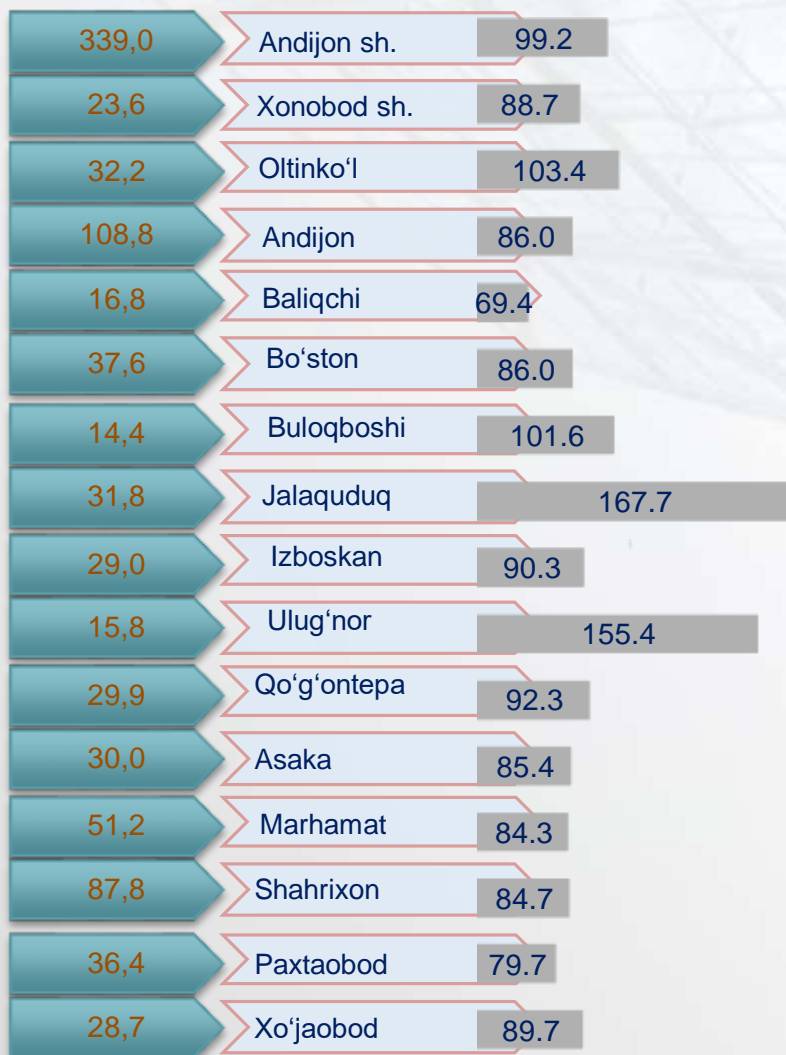 339,0 Andijon sh. 99.2
23,6 Xonobod sh. 88.7
32,2 Oltinko‘l 103.4
108,8 Andijon 86.0
16,8 Baliqchi 69.4
37,6 Bo‘ston 86.0
14,4 Buloqboshi 101.6
31,8 Jalaquduq 167.7
29,0 Izboskan 90.3
15,8 Ulug‘nor 155.4
29,9 Qo‘g‘ontepa 92.3
30,0 Asaka 85.4
51,2 Marhamat 84.3
87,8 Shahrixon 84.7
36,4 Paxtaobod 79.7
28,7 Xo‘jaobod 89.7